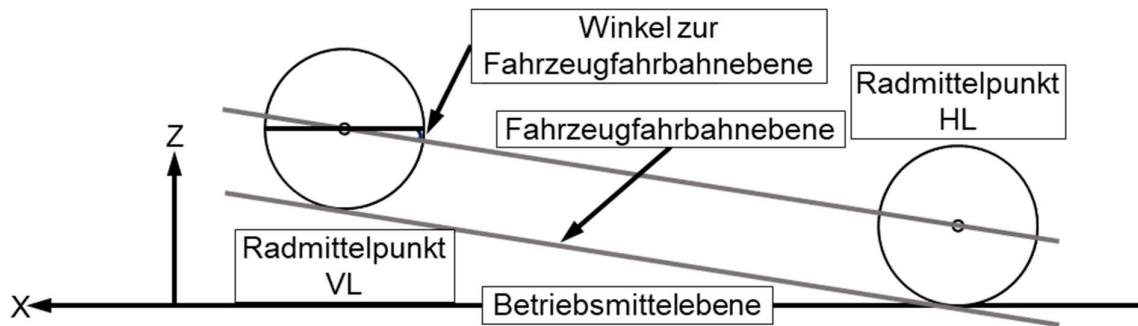 Winkel zur
Fahrzeugfahrbahnebene
Radmittelpunkt
HL
Fahrzeugfahrbahnebene
Z
Radmittelpunkt
VL
X
Betriebsmittelebene